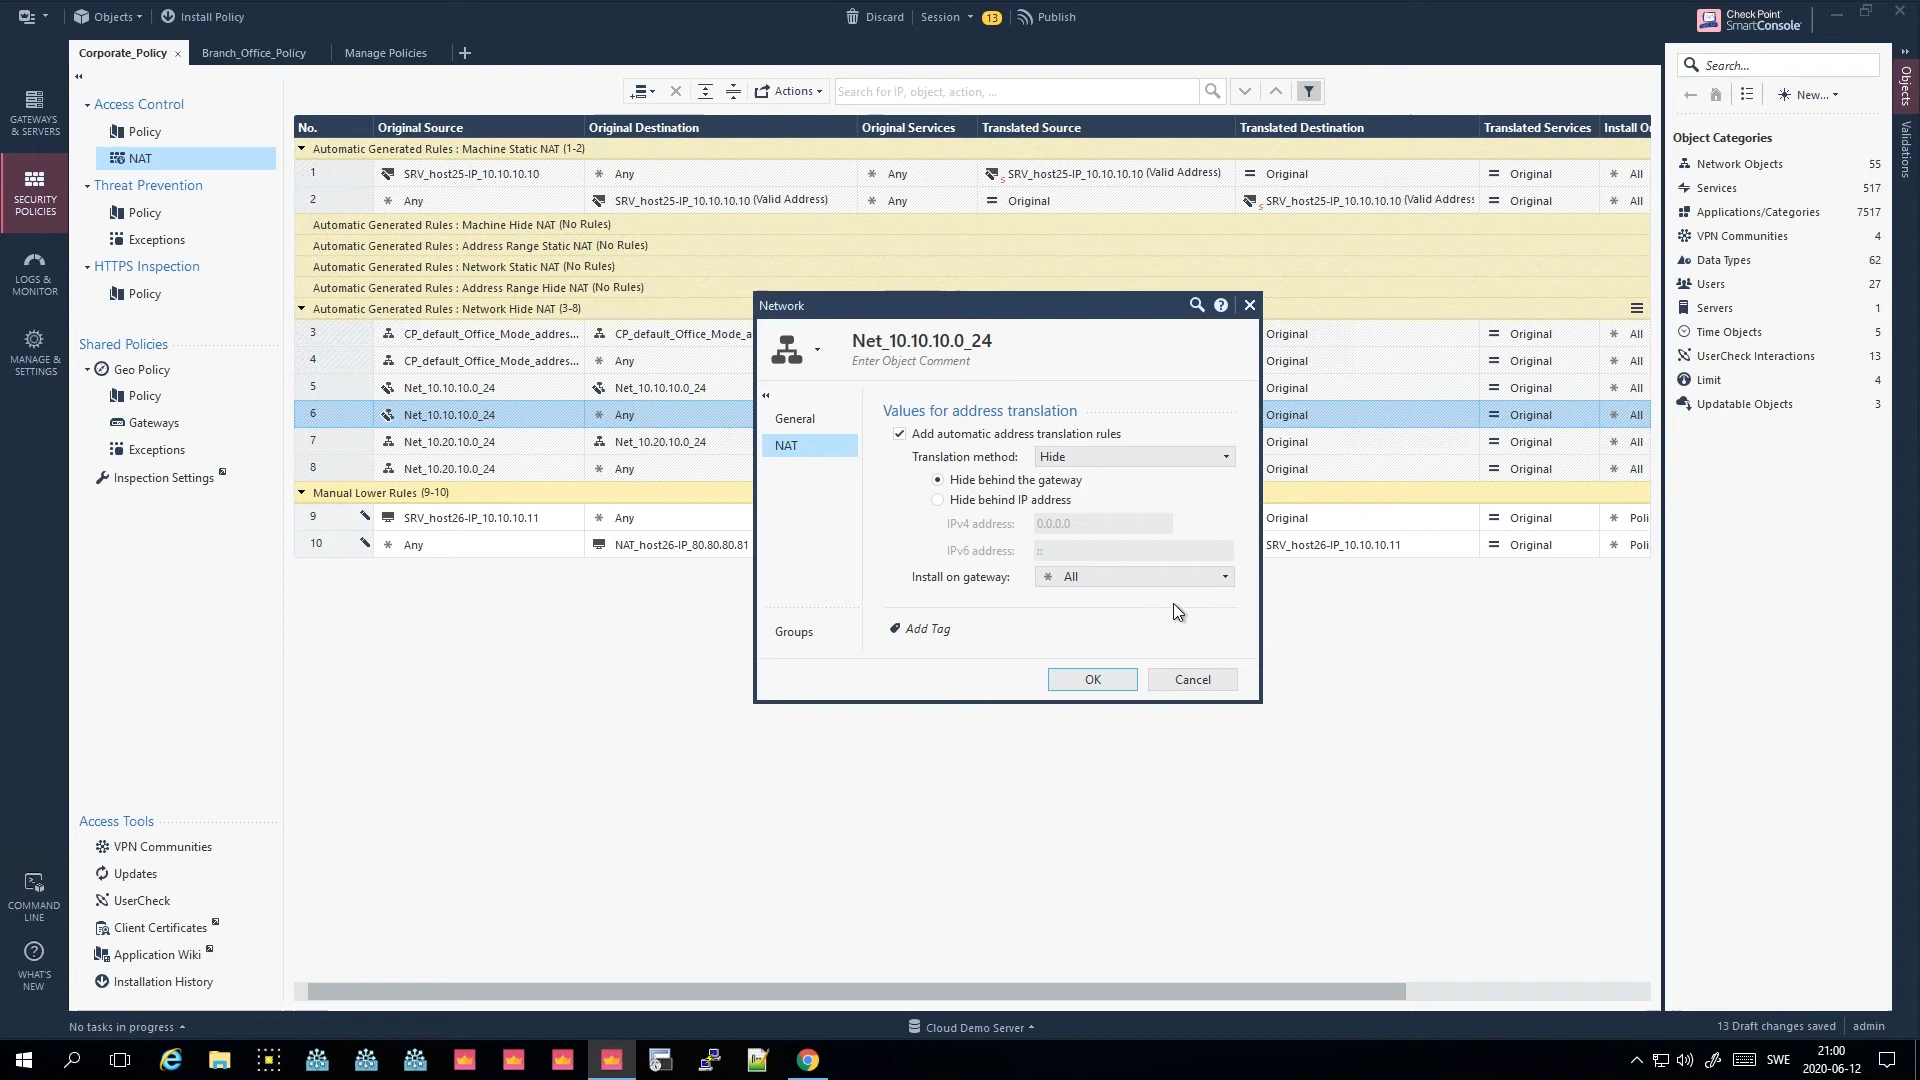 Objects
Install Policy
Discard
Session
13
Publish
Check Point
SmartConsole
Corporate_Policy
Branch_Office_Policy
Manage Policies
GATEWAYS
& SERVERS
SECURITY
POLICIES
LOGS &
MONITOR
MANAGE &
SETTINGS
COMMAND
LINE
WHAT'S
NEW
Access Control
Policy
NAT
Threat Prevention
Policy
Exceptions
HTTPS Inspection
Policy
Shared Policies
Geo Policy
Policy
Gateways
Exceptions
Inspection Settings
Access Tools
VPN Communities
Updates
UserCheck
Client Certificates
Application Wiki
Installation History
Actions
Search for IP, object, action, ...
No. Original Source Original Destination Original Services Translated Source Translated Destination Translated Services Install O
Automatic Generated Rules : Machine Static NAT (1-2)
1 SRV_host25-IP_10.10.10.10 Any Any SRV_host25-IP_10.10.10.10 (Valid Address) Original Original All
2 Any SRV_host25-IP_10.10.10.10 (Valid Address) Any Original SRV_host25-IP_10.10.10.10 (Valid Address Original All
Automatic Generated Rules : Machine Hide NAT (No Rules)
Automatic Generated Rules : Address Range Static NAT (No Rules)
Automatic Generated Rules : Network Static NAT (No Rules)
Automatic Generated Rules : Address Range Hide NAT (No Rules)
Automatic Generated Rules : Network Hide NAT (3-8)
3 CP_default_Office_Mode_addres... CP_default_Office_Mode_a Original Original All
4 CP_default_Office_Mode_addres... Any Original Original All
5 Net_10.10.10.0_24 Net_10.10.10.0_24 Original Original All
6 Net_10.10.10.0_24 Any Original Original All
7 Net_10.20.10.0_24 Net_10.20.10.0_24 Original Original All
8 Net_10.20.10.0_24 Any Original Original All
Manual Lower Rules (9-10)
9 SRV_host26-IP_10.10.10.11 Any Original Original Poli
10 Any NAT_host26-IP_80.80.80.81 SRV_host26-IP_10.10.10.11 Original Poli
Network
Net_10.10.10.0_24
Enter Object Comment
General
NAT
Groups
Values for address translation
Add automatic address translation rules
Translation method: Hide
Hide behind the gateway
Hide behind IP address
IPv4 address: 0.0.0.0
IPv6 address: ::
Install on gateway: All
Add Tag
OK
Cancel
Search...
New...
Object Categories
Network Objects 55
Services 517
Applications/Categories 7517
VPN Communities 4
Data Types 62
Users 27
Servers 1
Time Objects 5
UserCheck Interactions 13
Limit 4
Updatable Objects 3
Objects
Validations
No tasks in progress
Cloud Demo Server
13 Draft changes saved
admin
SWE
21:00
2020-06-12